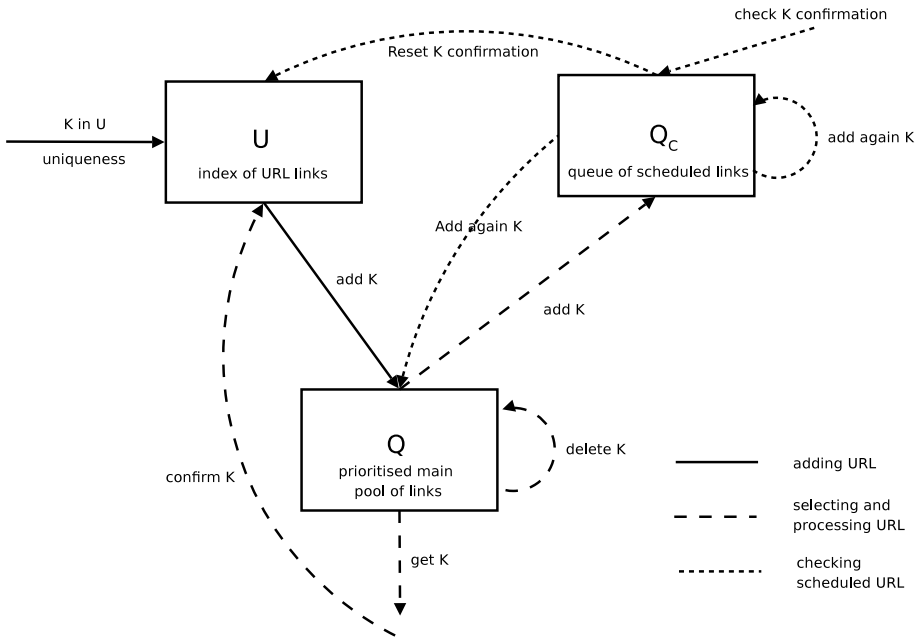 check K confirmation
Reset K confirmation
K in U
uniqueness
U
index of URL links
Q_C
queue of scheduled links
add again K
Add again K
add K
add K
Q
prioritised main
pool of links
delete K
confirm K
get K
adding URL
selecting and
processing URL
checking
scheduled URL